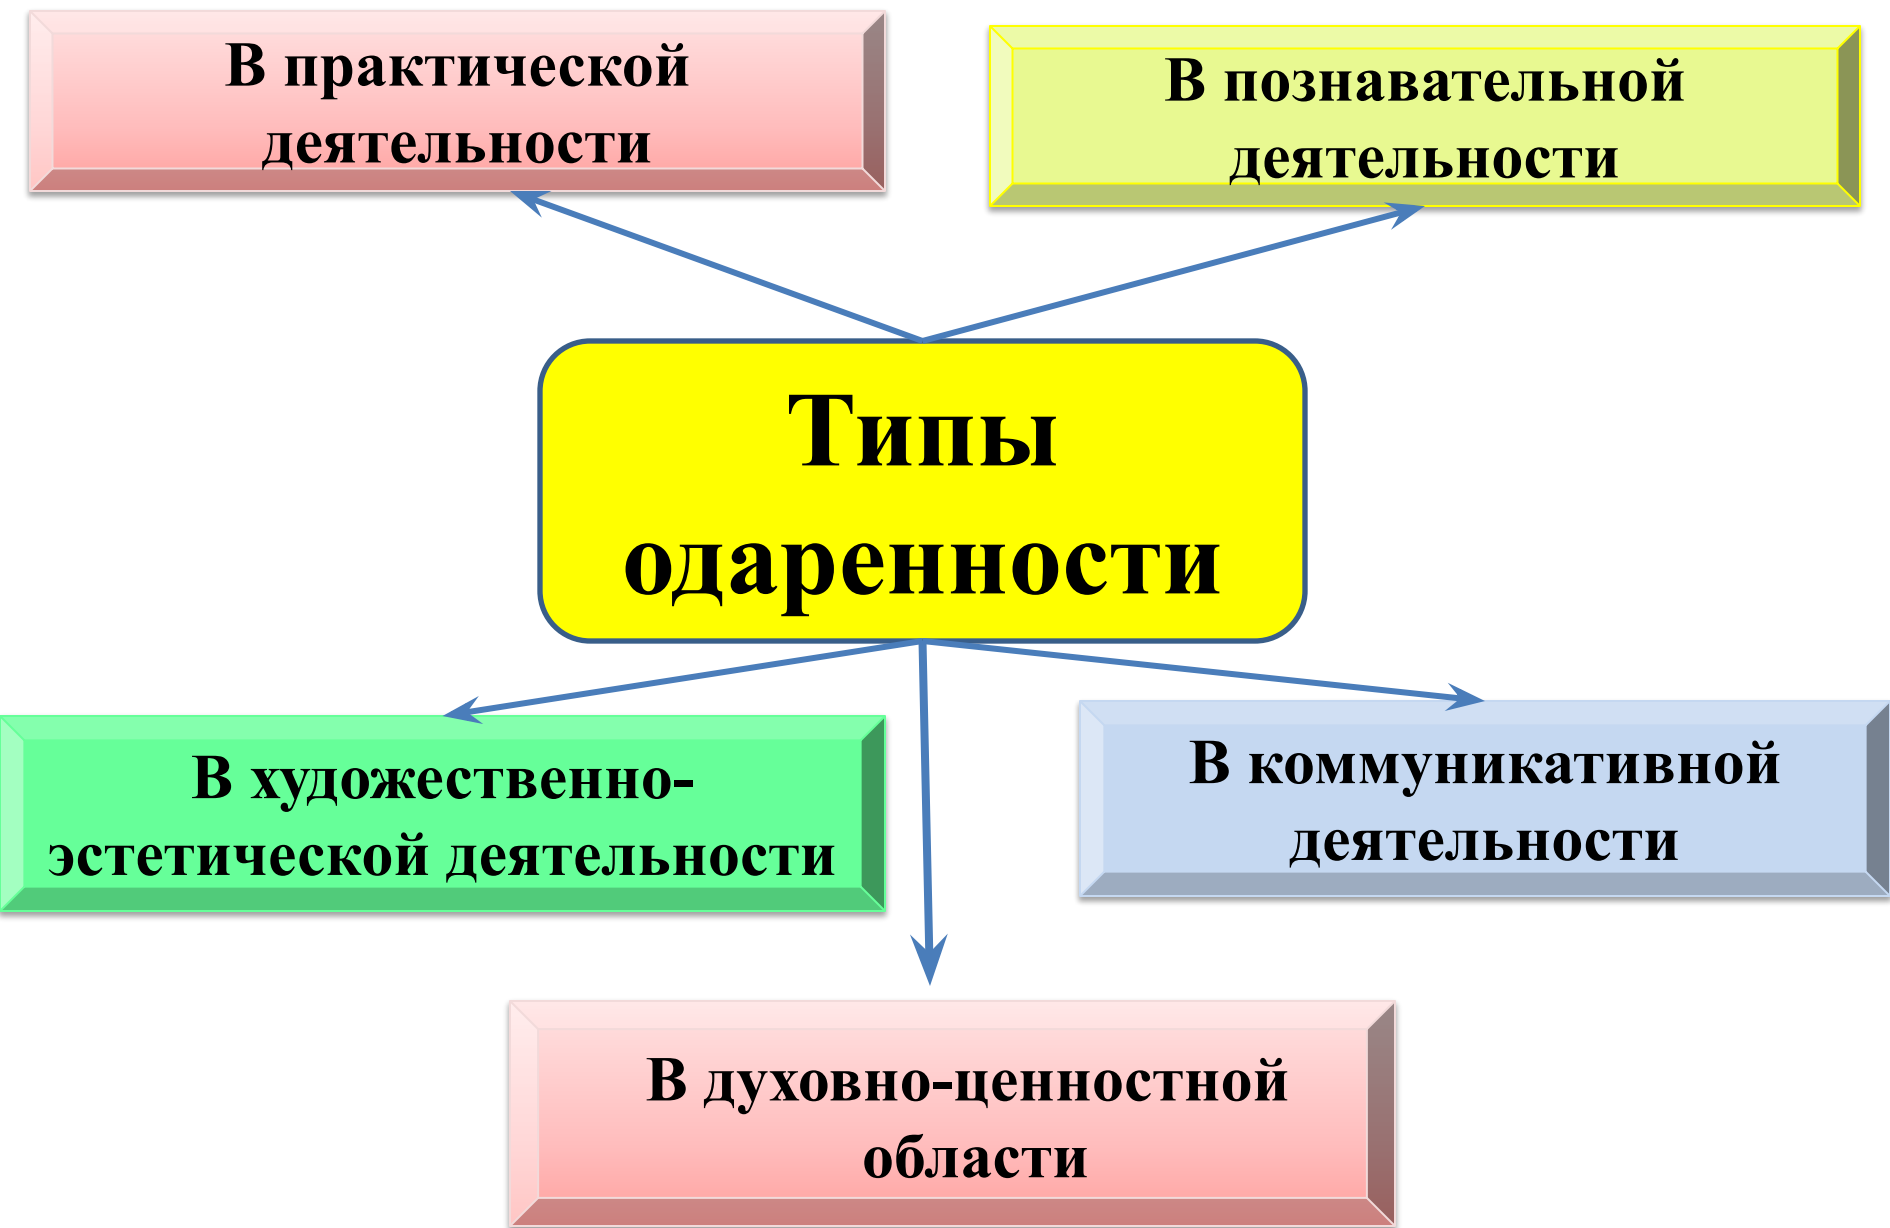 В практической
деятельности
В познавательной
деятельности
Типы
одаренности
В художественно-
эстетической деятельности
В коммуникативной
деятельности
В духовно-ценностной
области